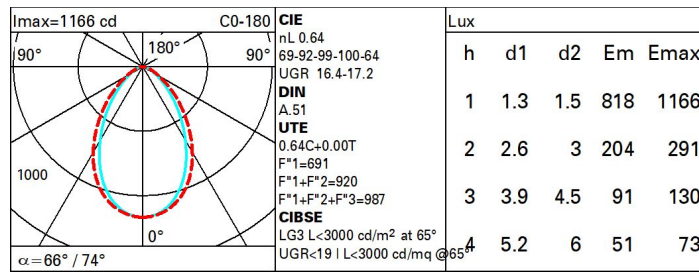 Imax=1166 cd C0-180
90° 180° 90°
1000
0°
α=66° / 74°
CIE
nL 0.64
69-92-99-100-64
UGR 16.4-17.2
DIN
A.51
UTE
0.64C+0.00T
F"1=691
F"1+F"2=920
F"1+F"2+F"3=987
CIBSE
LG3 L<3000 cd/m² at 65°
UGR<19 | L<3000 cd/mq @65°
Lux
h d1 d2 Em Emax
1 1.3 1.5 818 1166
2 2.6 3 204 291
3 3.9 4.5 91 130
4 5.2 6 51 73